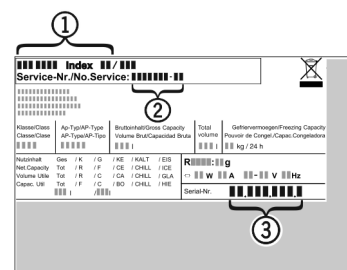 1
Index /
Service-Nr./No.Service: -
2
Klasse/Class Ap-Typ/AP-Type Bruttoinhalt/Gross Capacity Total Gefriervermoegen/Freezing Capacity
Classe/Clase AP-Type/AP-Tipo Volume Brut/Capacidad Bruta volume Pouvoir de Congel./Capac.Congeladora
l l kg / 24 h
Nutzinhalt Ges / K / G / KE / KALT / EIS
Net.Capacity Tot / R / F / CE / CHILL / ICE
Volume Utile Tot / R / C / CA / CHILL / GLA
Capac. Util Tot / F / C / BO / CHILL / HIE
l / l
R : g
W A - V Hz
Serial-Nr. , , ,
3